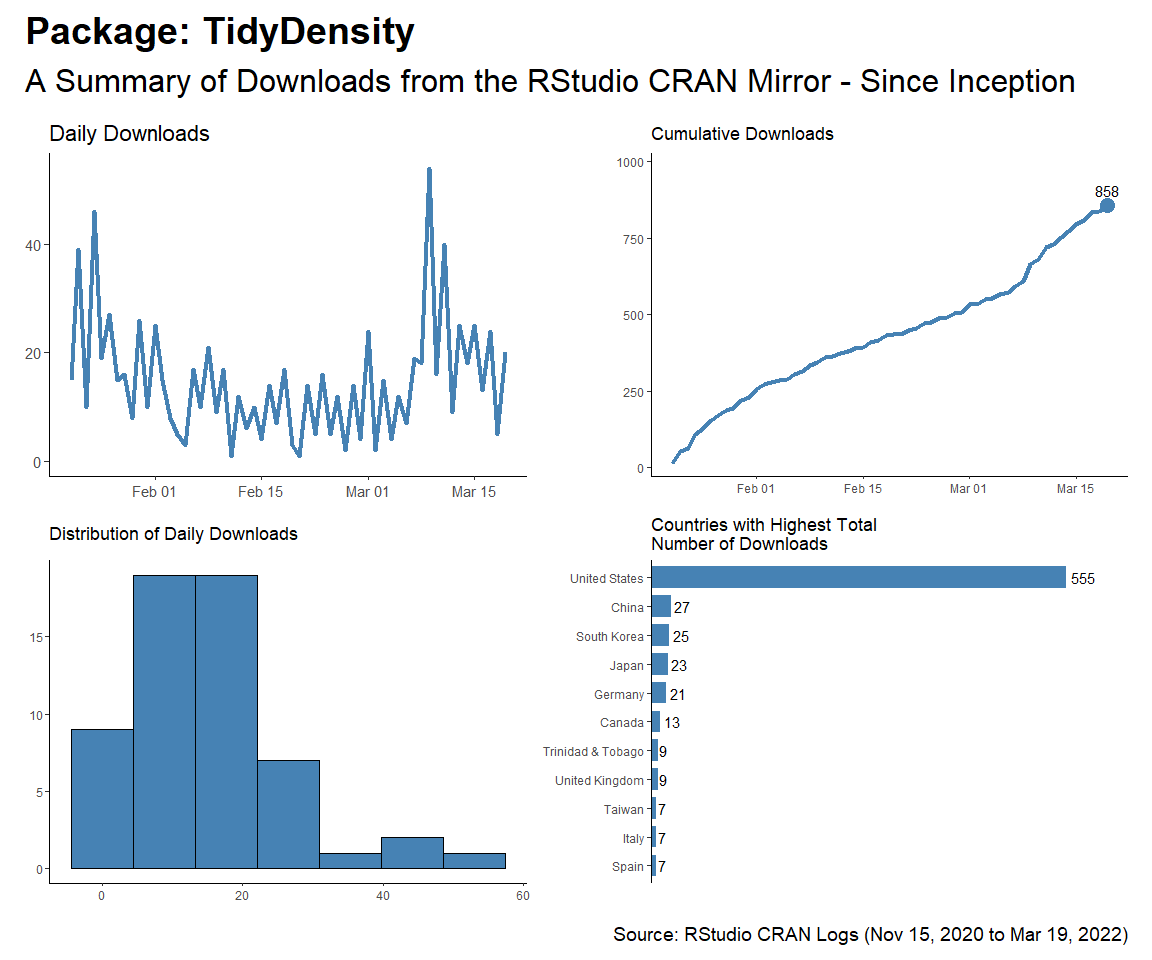 Package: TidyDensity
A Summary of Downloads from the RStudio CRAN Mirror - Since Inception
Daily Downloads
40
20
0
Feb 01
Feb 15
Mar 01
Mar 15
Cumulative Downloads
1000
750
500
250
0
858
Feb 01
Feb 15
Mar 01
Mar 15
Distribution of Daily Downloads
15
10
5
0
0
20
40
60
Countries with Highest Total
Number of Downloads
United States 555
China 27
South Korea 25
Japan 23
Germany 21
Canada 13
Trinidad & Tobago 9
United Kingdom 9
Taiwan 7
Italy 7
Spain 7
Source: RStudio CRAN Logs (Nov 15, 2020 to Mar 19, 2022)